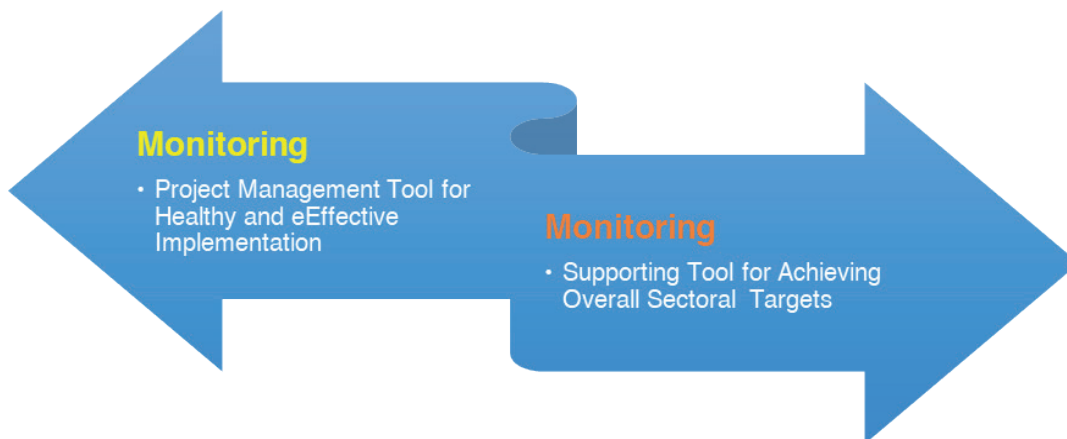 Monitoring
• Project Management Tool for
Healthy and eEffective
Implementation
Monitoring
• Supporting Tool for Achieving
Overall Sectoral  Targets